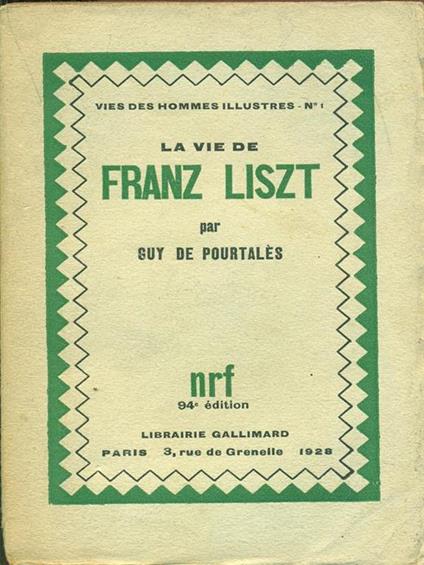 VIES DES HOMMES ILLUSTRES - N° 1
LA VIE DE
FRANZ LISZT
par
GUY DE POURTALÈS
nrf
94e édition
LIBRAIRIE GALLIMARD
PARIS 3, rue de Grenelle 1928